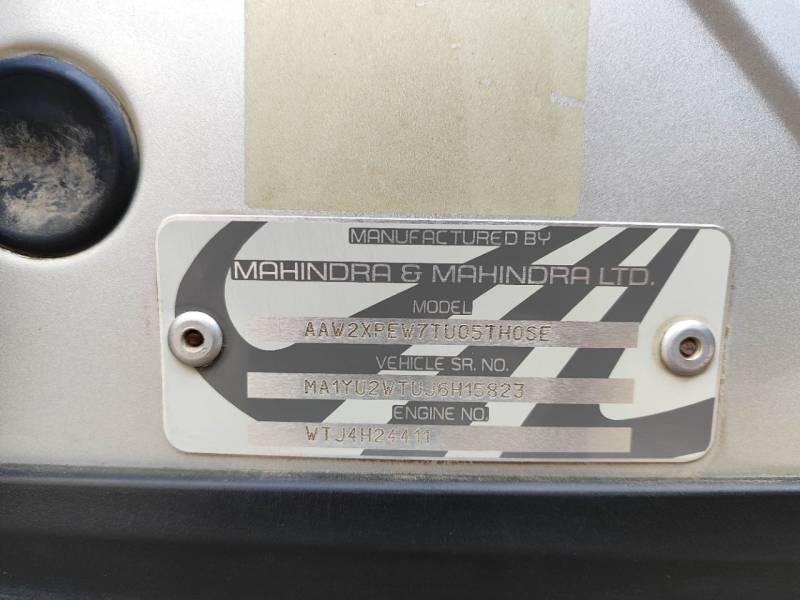 MANUFACTURED BY
MAHINDRA & MAHINDRA LTD.
MODEL
AAW2XPEW7TU05TH0SE
VEHICLE SR. NO.
MA1YU2WTUJ6H15823
ENGINE NO.
WTJ4H24411